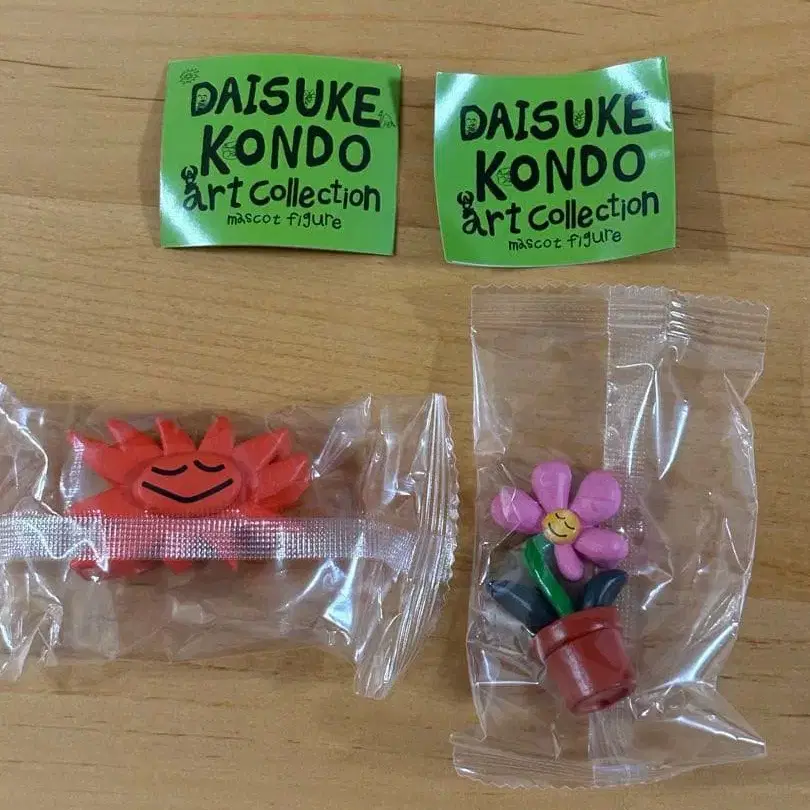 DAISUKE
KONDO
art collection
mascot figure
DAISUKE
KONDO
art collection
mascot figure